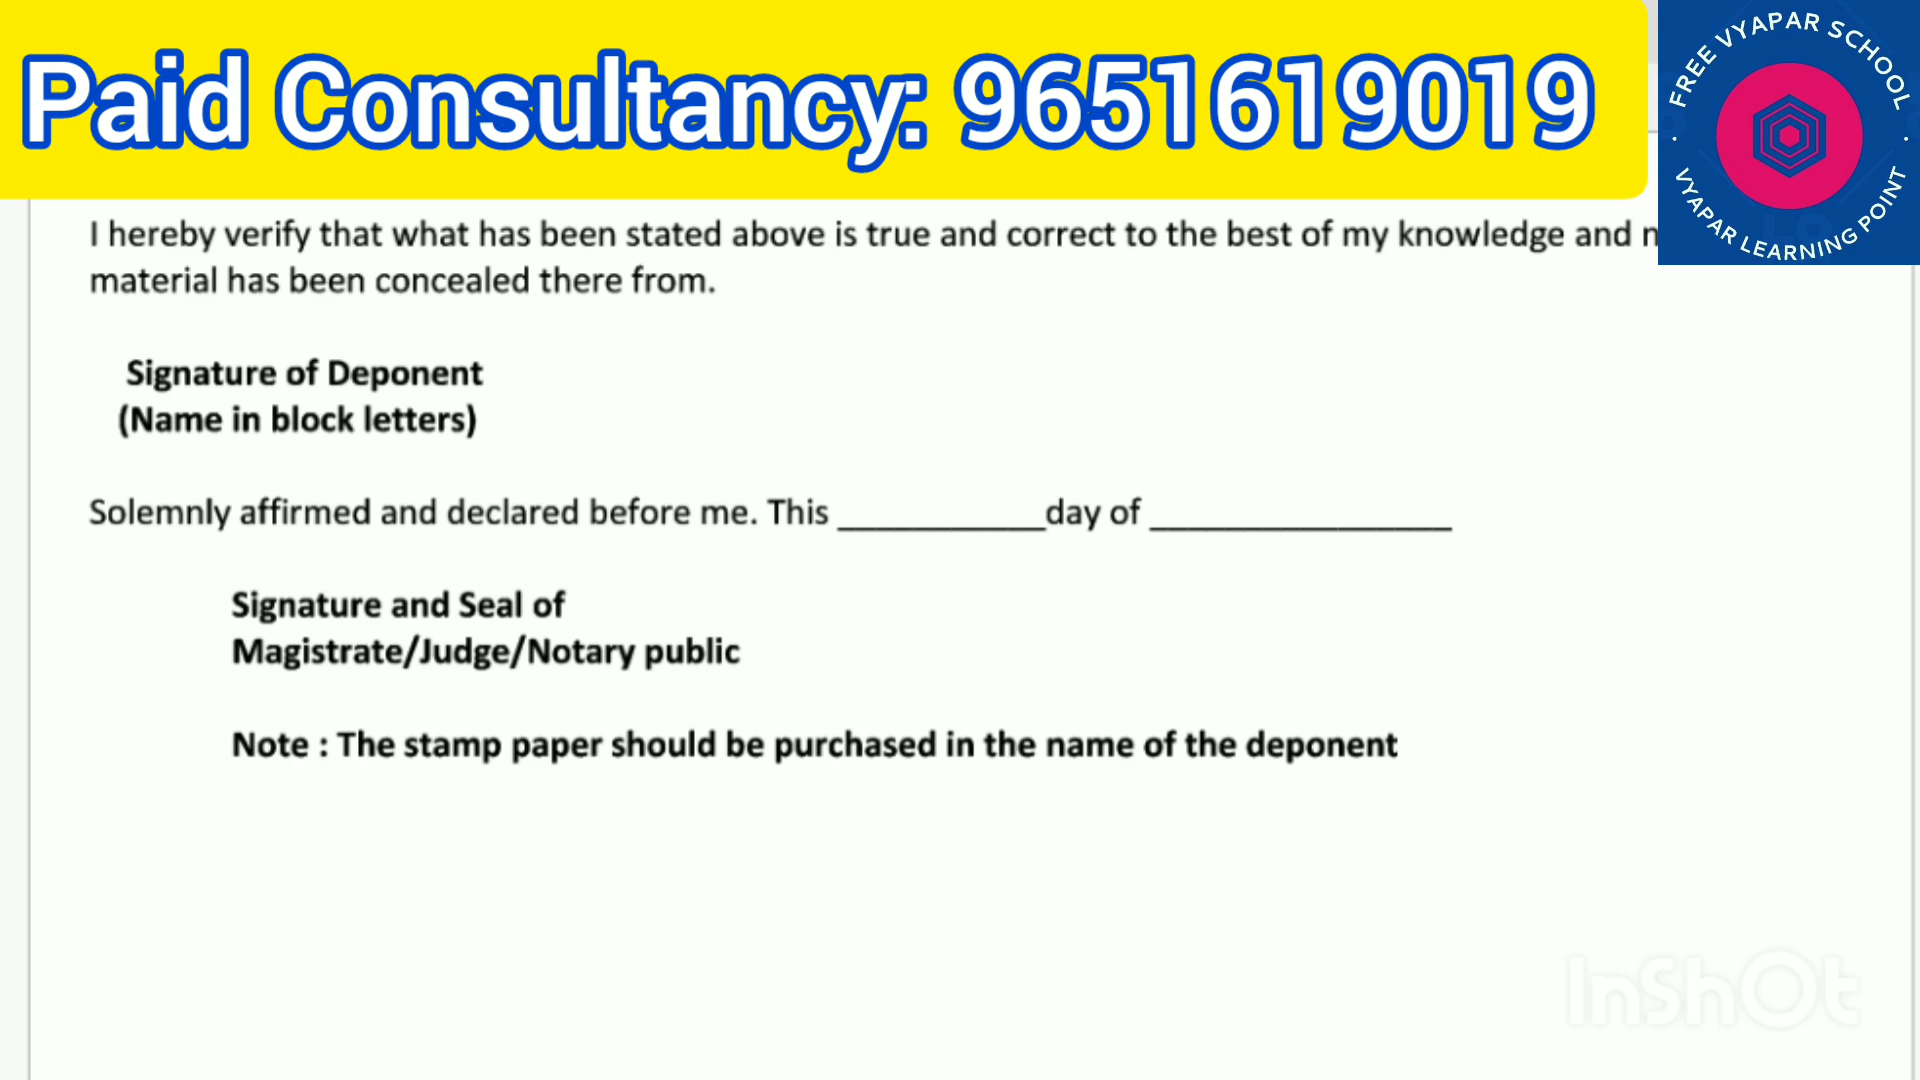 Paid Consultancy: 9651619019
FREE VYAPAR SCHOOL
VYAPAR LEARNING POINT
I hereby verify that what has been stated above is true and correct to the best of my knowledge and
material has been concealed there from.
Signature of Deponent
(Name in block letters)
Solemnly affirmed and declared before me. This ___________day of ________________
Signature and Seal of
Magistrate/Judge/Notary public
Note : The stamp paper should be purchased in the name of the deponent
InShOt